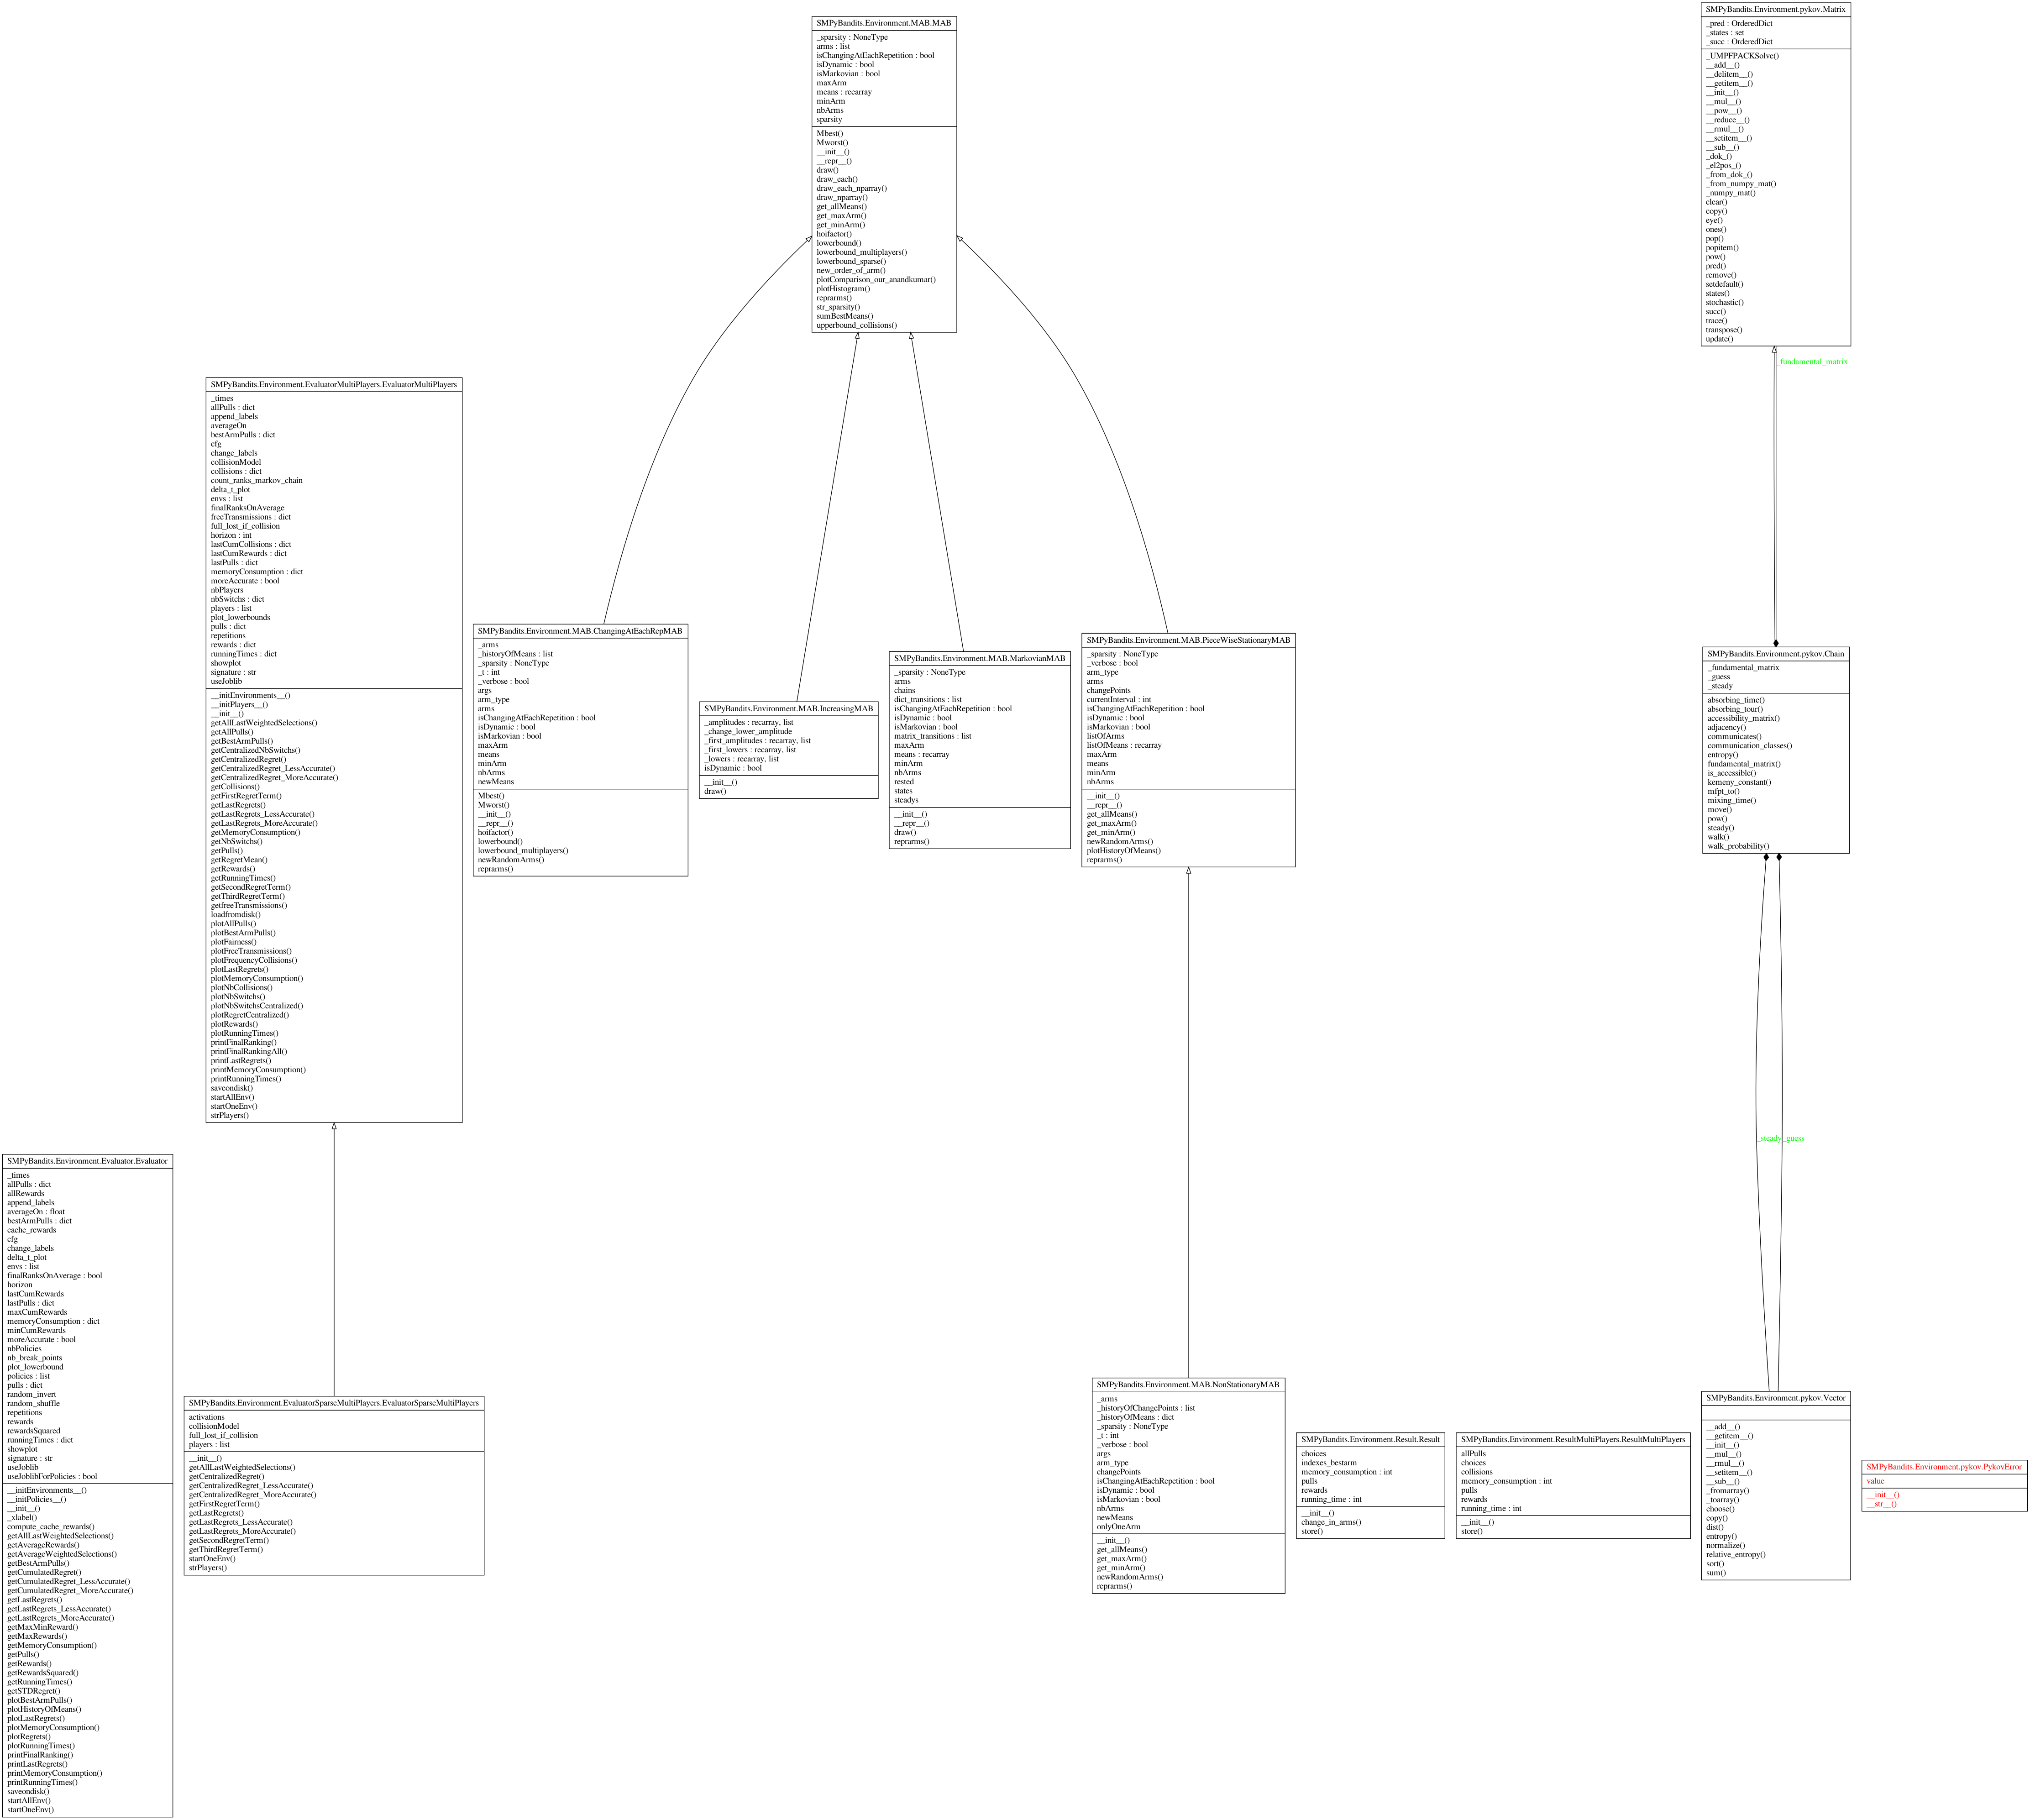 SMPyBandits.Environment.MAB.MAB
_sparsity : NoneType
arms : list
isChangingAtEachRepetition : bool
isDynamic : bool
isMarkovian : bool
maxArm
means : recarray
minArm
nbArms
sparsity
Mbest()
Mworst()
__init__()
__repr__()
draw()
draw_each()
draw_each_nparray()
draw_nparray()
get_allMeans()
get_maxArm()
get_minArm()
hoifactor()
lowerbound()
lowerbound_multiplayers()
lowerbound_sparse()
new_order_of_arm()
plotComparison_our_anandkumar()
plotHistogram()
reprarms()
str_sparsity()
sumBestMeans()
upperbound_collisions()
SMPyBandits.Environment.pykov.Matrix
_pred : OrderedDict
_states : set
_succ : OrderedDict
_UMPFPACKSolve()
__add__()
__delitem__()
__getitem__()
__init__()
__mul__()
__pow__()
__reduce__()
__rmul__()
__setitem__()
__sub__()
_dok_()
_el2pos_()
_from_dok_()
_from_numpy_mat()
_numpy_mat()
clear()
copy()
eye()
ones()
pop()
popitem()
pow()
pred()
remove()
setdefault()
states()
stochastic()
succ()
trace()
transpose()
update()
_fundamental_matrix
SMPyBandits.Environment.EvaluatorMultiPlayers.EvaluatorMultiPlayers
_times
allPulls : dict
append_labels
averageOn
bestArmPulls : dict
cfg
change_labels
collisionModel
collisions : dict
count_ranks_markov_chain
delta_t_plot
envs : list
finalRanksOnAverage
freeTransmissions : dict
full_lost_if_collision
horizon : int
lastCumCollisions : dict
lastCumRewards : dict
lastPulls : dict
memoryConsumption : dict
moreAccurate : bool
nbPlayers
nbSwitchs : dict
players : list
plot_lowerbounds
pulls : dict
repetitions
rewards : dict
runningTimes : dict
showplot
signature : str
useJoblib
__initEnvironments__()
__initPlayers__()
__init__()
getAllLastWeightedSelections()
getAllPulls()
getBestArmPulls()
getCentralizedNbSwitchs()
getCentralizedRegret()
getCentralizedRegret_LessAccurate()
getCentralizedRegret_MoreAccurate()
getCollisions()
getFirstRegretTerm()
getLastRegrets()
getLastRegrets_LessAccurate()
getLastRegrets_MoreAccurate()
getMemoryConsumption()
getNbSwitchs()
getPulls()
getRegretMean()
getRewards()
getRunningTimes()
getSecondRegretTerm()
getThirdRegretTerm()
getfreeTransmissions()
loadfromdisk()
plotAllPulls()
plotBestArmPulls()
plotFairness()
plotFreeTransmissions()
plotFrequencyCollisions()
plotLastRegrets()
plotMemoryConsumption()
plotNbCollisions()
plotNbSwitchs()
plotNbSwitchsCentralized()
plotRegretCentralized()
plotRewards()
plotRunningTimes()
printFinalRanking()
printFinalRankingAll()
printLastRegrets()
printMemoryConsumption()
printRunningTimes()
saveondisk()
startAllEnv()
startOneEnv()
strPlayers()
SMPyBandits.Environment.MAB.ChangingAtEachRepMAB
_arms
_historyOfMeans : list
_sparsity : NoneType
_t : int
_verbose : bool
args
arm_type
arms
isChangingAtEachRepetition : bool
isDynamic : bool
isMarkovian : bool
maxArm
means
minArm
nbArms
newMeans
Mbest()
Mworst()
__init__()
__repr__()
hoifactor()
lowerbound()
lowerbound_multiplayers()
newRandomArms()
reprarms()
SMPyBandits.Environment.MAB.IncreasingMAB
_amplitudes : recarray, list
_change_lower_amplitude
_first_amplitudes : recarray, list
_first_lowers : recarray, list
_lowers : recarray, list
isDynamic : bool
__init__()
draw()
SMPyBandits.Environment.MAB.MarkovianMAB
_sparsity : NoneType
arms
chains
dict_transitions : list
isChangingAtEachRepetition : bool
isDynamic : bool
isMarkovian : bool
matrix_transitions : list
maxArm
means : recarray
minArm
nbArms
rested
states
steadys
__init__()
__repr__()
draw()
reprarms()
SMPyBandits.Environment.MAB.PieceWiseStationaryMAB
_sparsity : NoneType
_verbose : bool
arm_type
arms
changePoints
currentInterval : int
isChangingAtEachRepetition : bool
isDynamic : bool
isMarkovian : bool
listOfArms
listOfMeans : recarray
maxArm
means
minArm
nbArms
__init__()
__repr__()
get_allMeans()
get_maxArm()
get_minArm()
newRandomArms()
plotHistoryOfMeans()
reprarms()
SMPyBandits.Environment.pykov.Chain
_fundamental_matrix
_guess
_steady
absorbing_time()
absorbing_tour()
accessibility_matrix()
adjacency()
communicates()
communication_classes()
entropy()
fundamental_matrix()
is_accessible()
kemeny_constant()
mfpt_to()
mixing_time()
move()
pow()
steady()
walk()
walk_probability()
_steady _guess
SMPyBandits.Environment.Evaluator.Evaluator
_times
allPulls : dict
allRewards
append_labels
averageOn : float
bestArmPulls : dict
cache_rewards
cfg
change_labels
delta_t_plot
envs : list
finalRanksOnAverage : bool
horizon
lastCumRewards
lastPulls : dict
maxCumRewards
memoryConsumption : dict
minCumRewards
moreAccurate : bool
nbPolicies
nb_break_points
plot_lowerbound
policies : list
pulls : dict
random_invert
random_shuffle
repetitions
rewards
rewardsSquared
runningTimes : dict
showplot
signature : str
useJoblib
useJoblibForPolicies : bool
__initEnvironments__()
__initPolicies__()
__init__()
_xlabel()
compute_cache_rewards()
getAllLastWeightedSelections()
getAverageRewards()
getAverageWeightedSelections()
getBestArmPulls()
getCumulatedRegret()
getCumulatedRegret_LessAccurate()
getCumulatedRegret_MoreAccurate()
getLastRegrets()
getLastRegrets_LessAccurate()
getLastRegrets_MoreAccurate()
getMaxMinReward()
getMaxRewards()
getMemoryConsumption()
getPulls()
getRewards()
getRewardsSquared()
getRunningTimes()
getSTDRegret()
plotBestArmPulls()
plotHistoryOfMeans()
plotLastRegrets()
plotMemoryConsumption()
plotRegrets()
plotRunningTimes()
printFinalRanking()
printLastRegrets()
printMemoryConsumption()
printRunningTimes()
saveondisk()
startAllEnv()
startOneEnv()
SMPyBandits.Environment.EvaluatorSparseMultiPlayers.EvaluatorSparseMultiPlayers
activations
collisionModel
full_lost_if_collision
players : list
__init__()
getAllLastWeightedSelections()
getCentralizedRegret()
getCentralizedRegret_LessAccurate()
getCentralizedRegret_MoreAccurate()
getFirstRegretTerm()
getLastRegrets()
getLastRegrets_LessAccurate()
getLastRegrets_MoreAccurate()
getSecondRegretTerm()
getThirdRegretTerm()
startOneEnv()
strPlayers()
SMPyBandits.Environment.MAB.NonStationaryMAB
_arms
_historyOfChangePoints : list
_historyOfMeans : dict
_sparsity : NoneType
_t : int
_verbose : bool
args
arm_type
changePoints
isChangingAtEachRepetition : bool
isDynamic : bool
isMarkovian : bool
nbArms
newMeans
onlyOneArm
__init__()
get_allMeans()
get_maxArm()
get_minArm()
newRandomArms()
reprarms()
SMPyBandits.Environment.Result.Result
choices
indexes_bestarm
memory_consumption : int
pulls
rewards
running_time : int
__init__()
change_in_arms()
store()
SMPyBandits.Environment.ResultMultiPlayers.ResultMultiPlayers
allPulls
choices
collisions
memory_consumption : int
pulls
rewards
running_time : int
__init__()
store()
SMPyBandits.Environment.pykov.Vector
__add__()
__getitem__()
__init__()
__mul__()
__rmul__()
__setitem__()
__sub__()
_fromarray()
_toarray()
choose()
copy()
dist()
entropy()
normalize()
relative_entropy()
sort()
sum()
SMPyBandits.Environment.pykov.PykovError
value
__init__()
__str__()